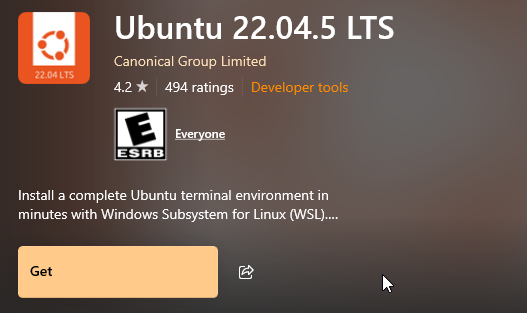 Ubuntu 22.04.5 LTS
22.04 LTS
Canonical Group Limited
4.2 ★ 494 ratings Developer tools
E
ESRB
Everyone
Install a complete Ubuntu terminal environment in
minutes with Windows Subsystem for Linux (WSL)....
Get